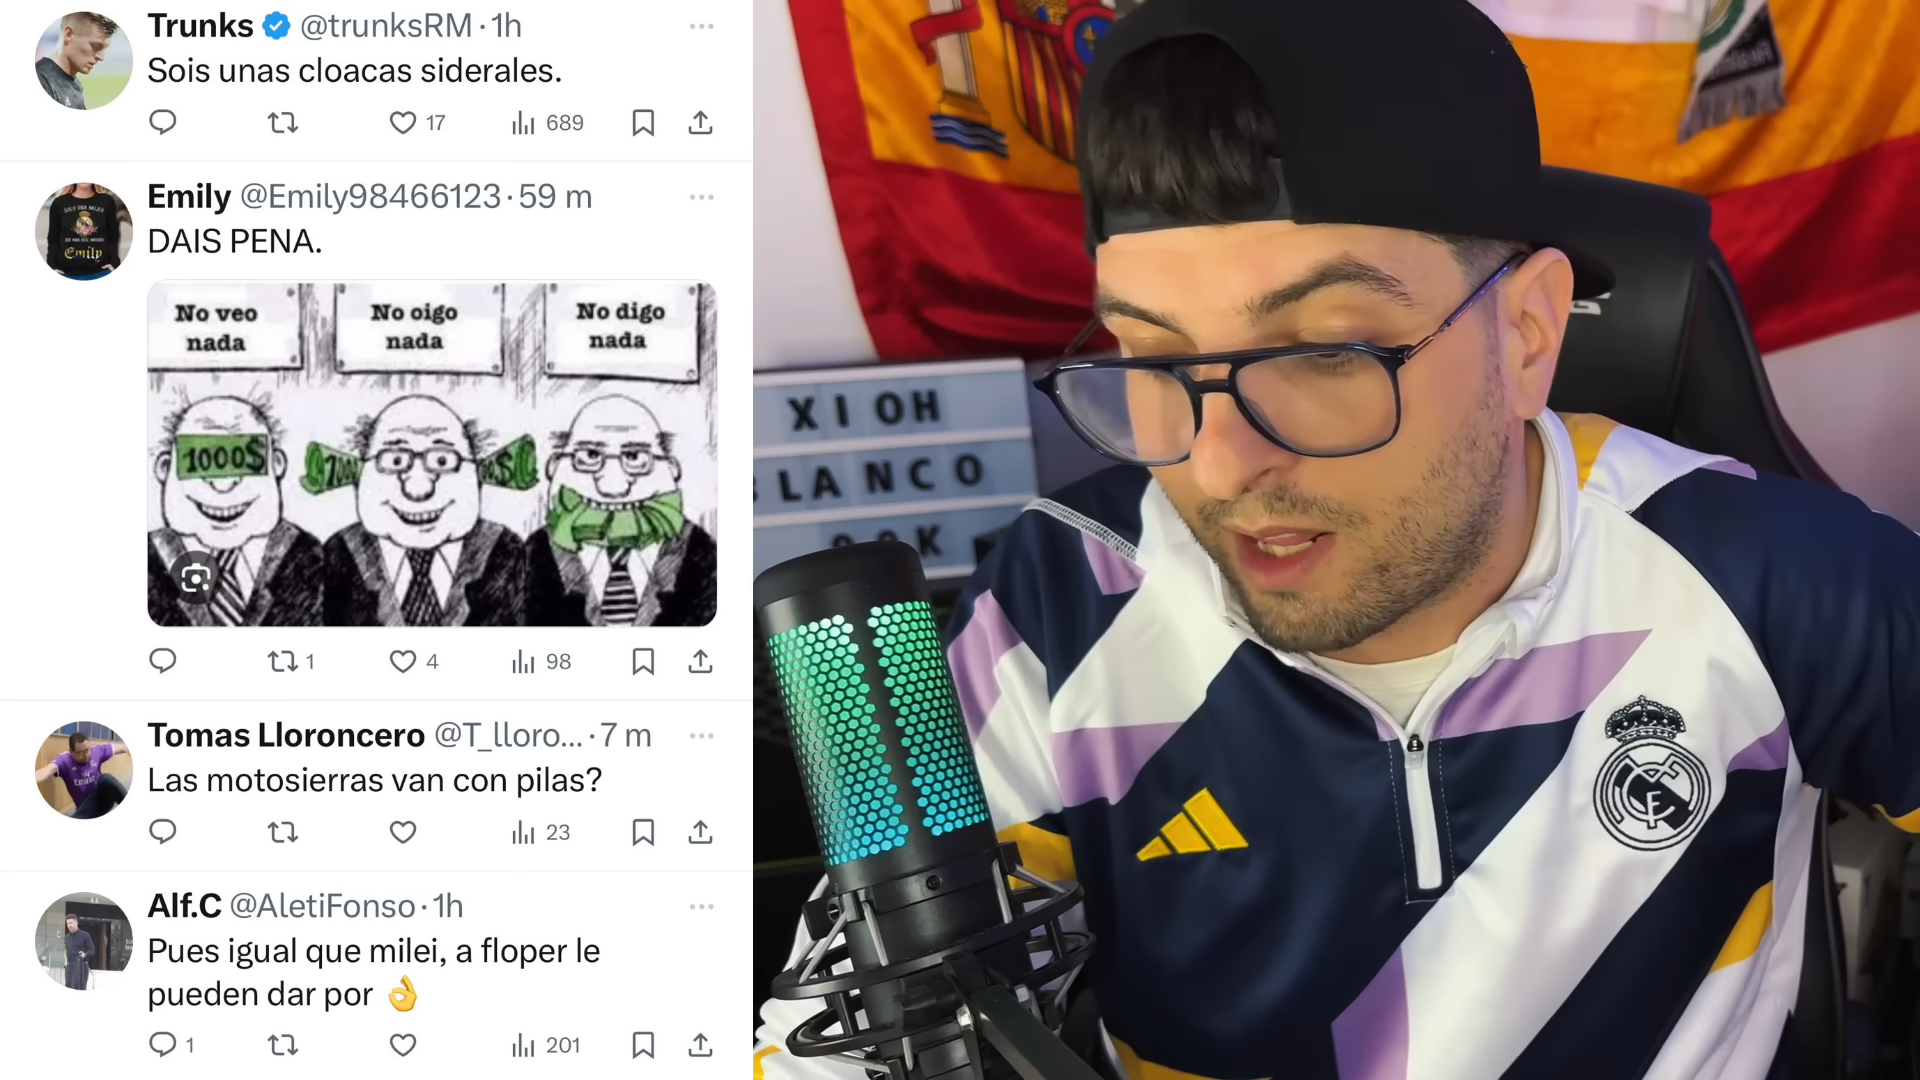 Trunks @trunksRM · 1h
Sois unas cloacas siderales.
17 689
Emily @Emily98466123 · 59 m
DAIS PENA.
No veo
nada
No oigo
nada
No digo
nada
1000$
1 4 98
Tomas Lloroncero @T_lloro... · 7 m
Las motosierras van con pilas?
23
Alf.C @AletiFonso · 1h
Pues igual que milei, a floper le
pueden dar por 👌
1 201
XIOH
LANCO
OOK